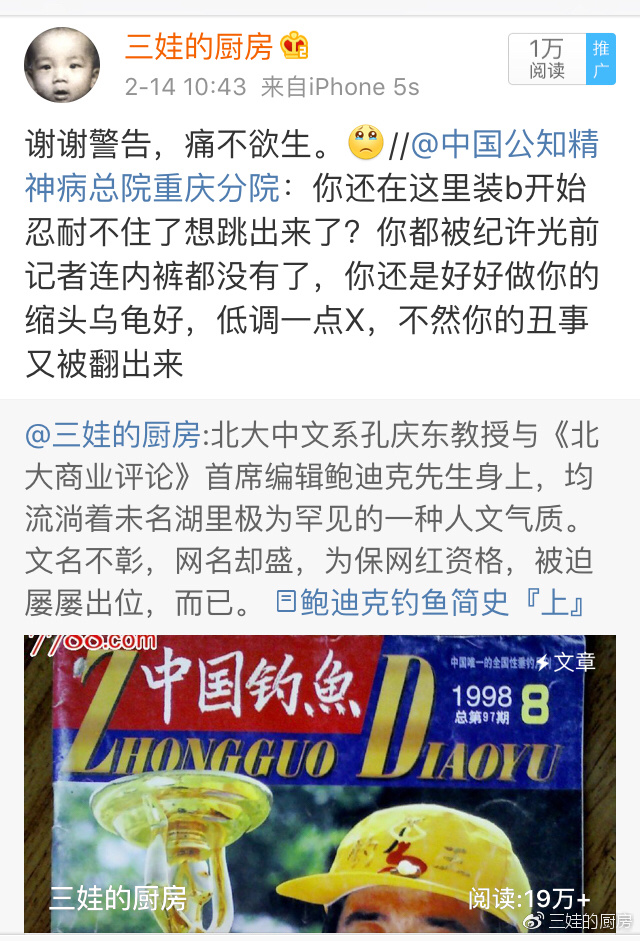 三娃的厨房
2-14 10:43 来自iPhone 5s
1万
阅读
推广
谢谢警告，痛不欲生。🥺//@中国公知精
神病总院重庆分院：你还在这里装b开始
忍耐不住了想跳出来了？你都被纪许光前
记者连内裤都没有了，你还是好好做你的
缩头乌龟好，低调一点X，不然你的丑事
又被翻出来
@三娃的厨房:北大中文系孔庆东教授与《北
大商业评论》首席编辑鲍迪克先生身上，均
流淌着未名湖里极为罕见的一种人文气质。
文名不彰，网名却盛，为保网红资格，被迫
屡屡出位，而已。 鲍迪克钓鱼简史『上』
7788.com
中国钓魚
中国唯一的全国性垂钓
文章
1998 8
总第97期
ZHONGGUO DIAOYU
王
三娃的厨房
阅读:19万+
三娃的厨房